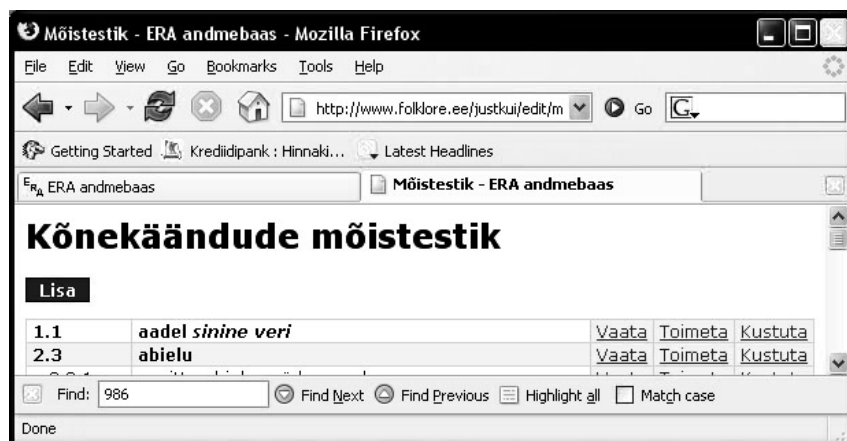 Mõistestik - ERA andmebaas - Mozilla Firefox
File Edit View Go Bookmarks Tools Help
http://www.folklore.ee/justkui/edit/m Go G
Getting Started Krediidipank : Hinnaki... Latest Headlines
ERA ERA andmebaas Mõistestik - ERA andmebaas
Kõnekäändude mõistestik
Lisa
1.1 aadel sinine veri Vaata Toimeta Kustuta
2.3 abielu Vaata Toimeta Kustuta
Find: 986 Find Next Find Previous Highlight all Match case
Done